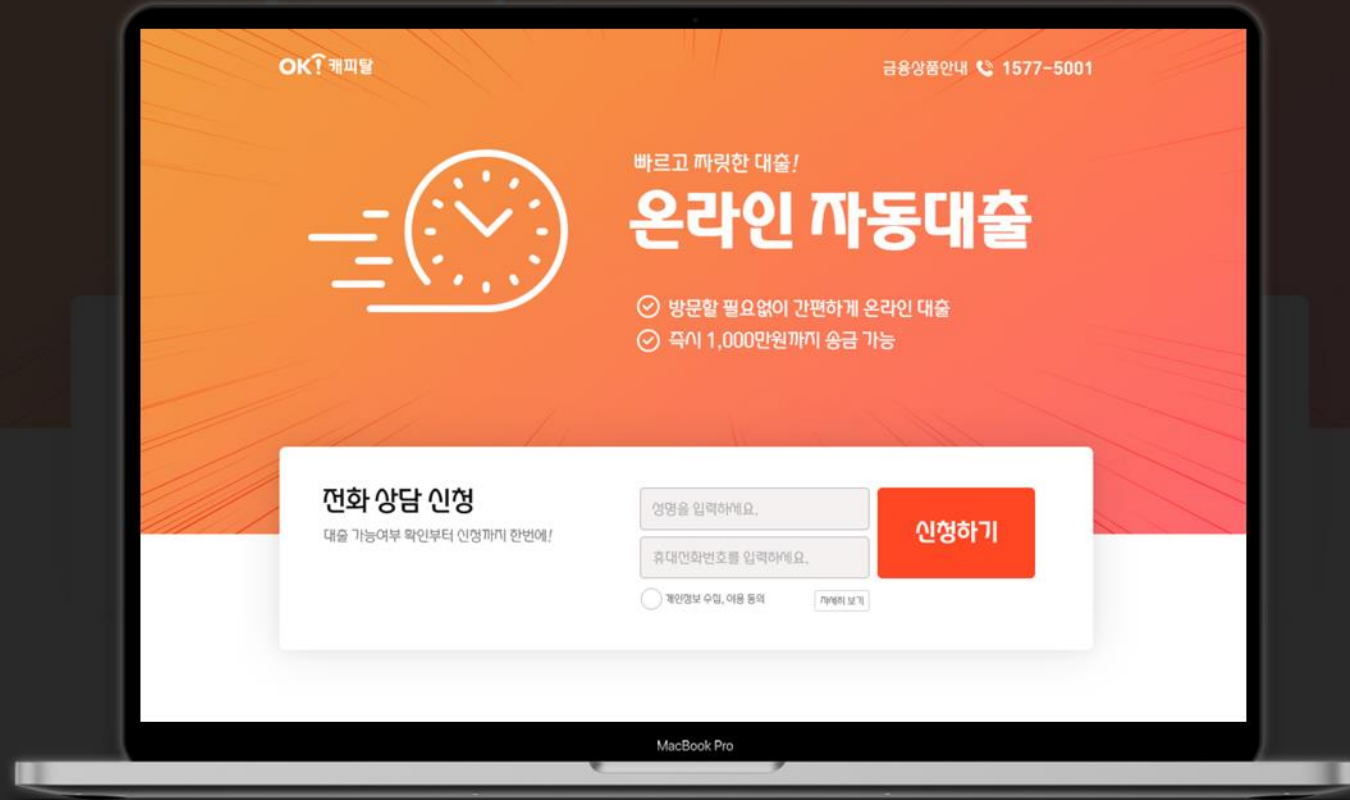 OK! 캐피탈
금융상품안내 1577-5001
빠르고 짜릿한 대출!
온라인 자동대출
방문할 필요없이 간편하게 온라인 대출
즉시 1,000만원까지 송금 가능
전화 상담 신청
대출 가능여부 확인부터 신청까지 한번에!
성명을 입력하세요.
휴대전화번호를 입력하세요.
신청하기
개인정보 수집, 이용 동의
자세히 보기
MacBook Pro